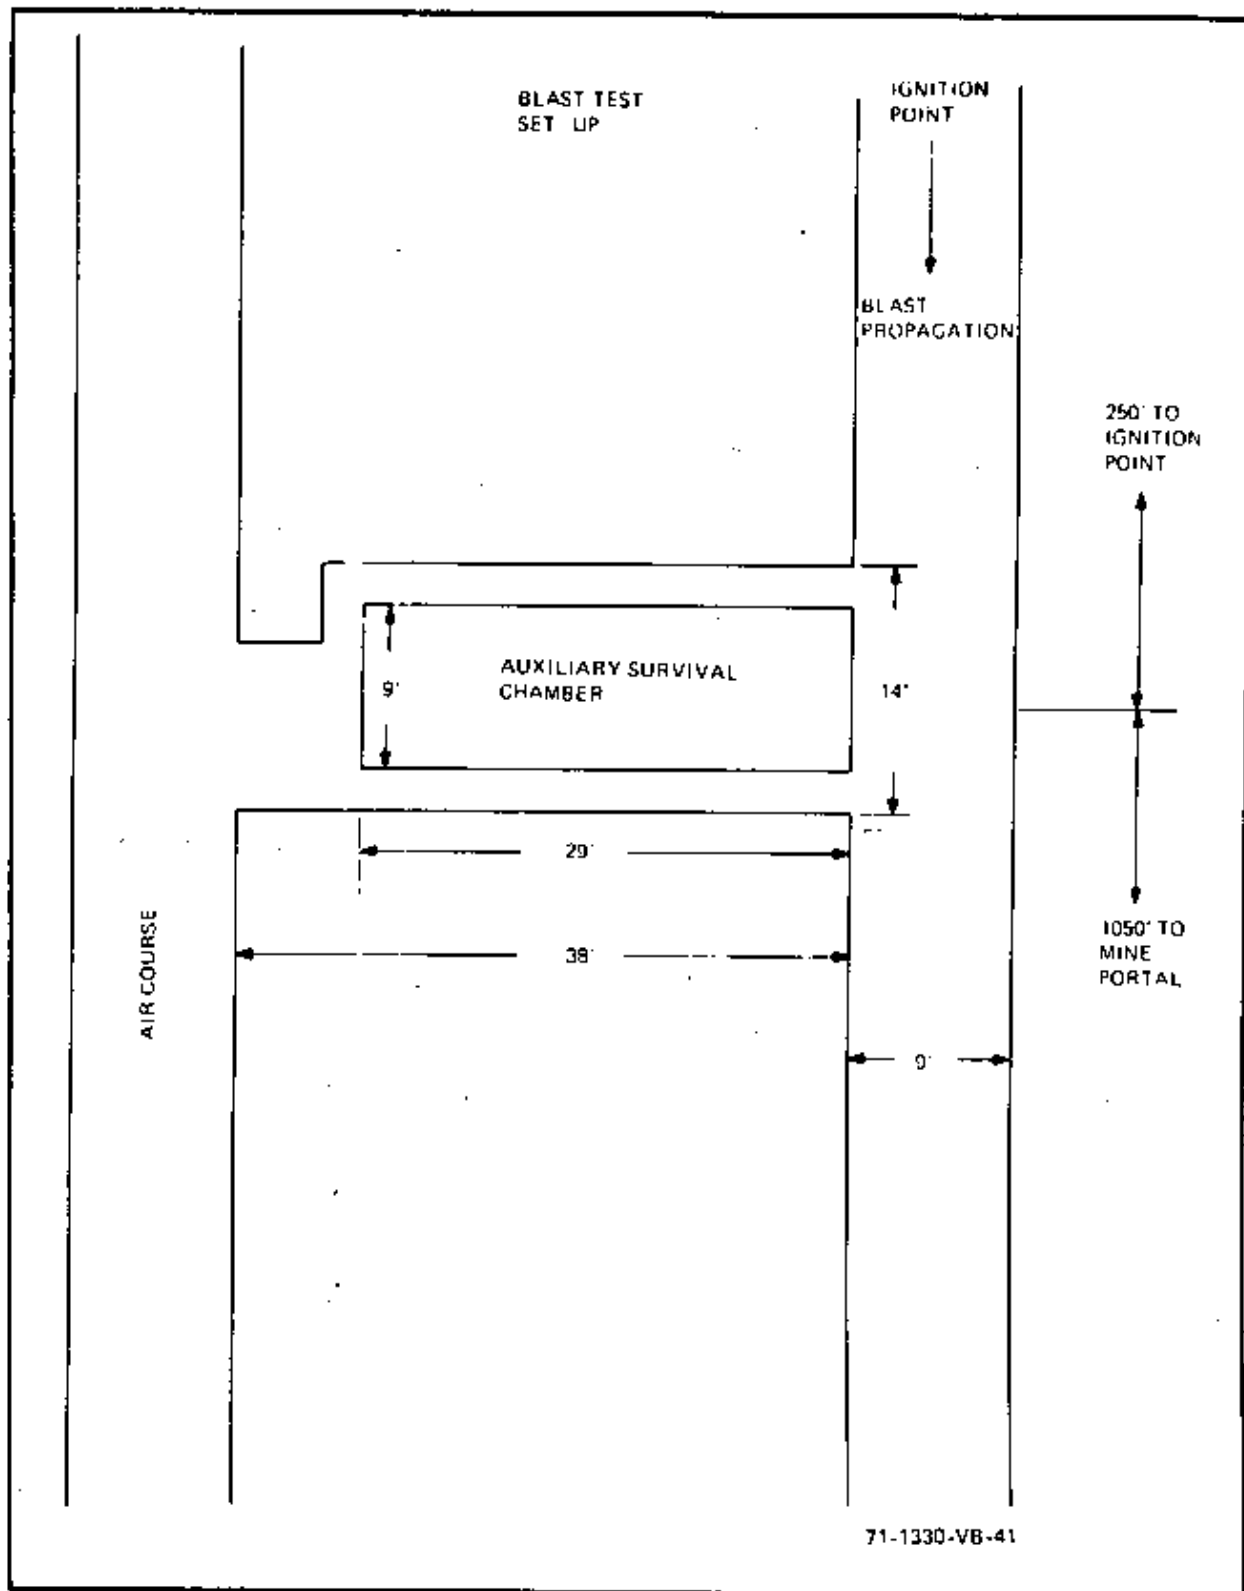 BLAST TEST
SET UP
IGNITION
POINT
BLAST
PROPAGATION
250' TO
IGNITION
POINT
AUXILIARY SURVIVAL
CHAMBER
9'
14'
29'
38'
AIR COURSE
1050' TO
MINE
PORTAL
9'
71-1330-VB-41